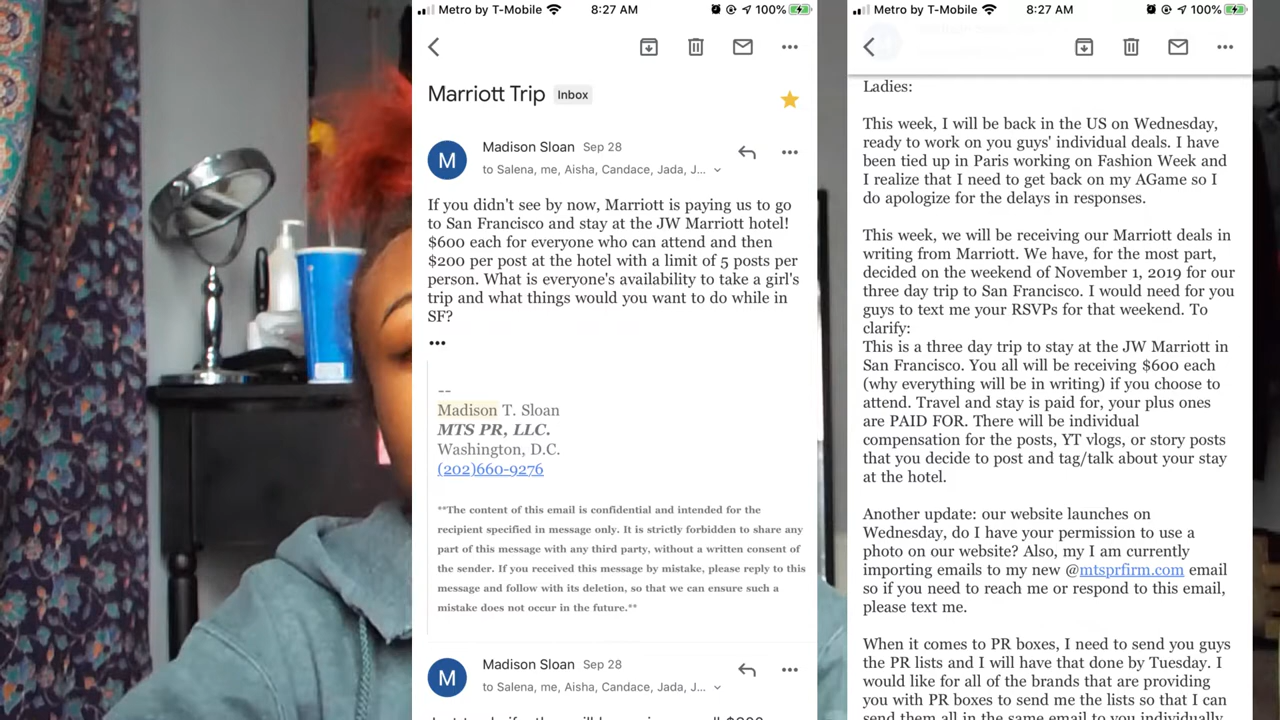 Metro by T-Mobile 8:27 AM 100%
Marriott Trip Inbox
M
Madison Sloan Sep 28
to Salena, me, Aisha, Candace, Jada, J...
If you didn't see by now, Marriott is paying us to go
to San Francisco and stay at the JW Marriott hotel!
$600 each for everyone who can attend and then
$200 per post at the hotel with a limit of 5 posts per
person. What is everyone's availability to take a girl's
trip and what things would you want to do while in
SF?
--
Madison T. Sloan
MTS PR, LLC.
Washington, D.C.
(202)660-9276
**The content of this email is confidential and intended for the
recipient specified in message only. It is strictly forbidden to share any
part of this message with any third party, without a written consent of
the sender. If you received this message by mistake, please reply to this
message and follow with its deletion, so that we can ensure such a
mistake does not occur in the future.**
M
Madison Sloan Sep 28
to Salena, me, Aisha, Candace, Jada, J...
Metro by T-Mobile 8:27 AM 100%
Ladies:
This week, I will be back in the US on Wednesday,
ready to work on you guys' individual deals. I have
been tied up in Paris working on Fashion Week and
I realize that I need to get back on my AGame so I
do apologize for the delays in responses.
This week, we will be receiving our Marriott deals in
writing from Marriott. We have, for the most part,
decided on the weekend of November 1, 2019 for our
three day trip to San Francisco. I would need for you
guys to text me your RSVPs for that weekend. To
clarify:
This is a three day trip to stay at the JW Marriott in
San Francisco. You all will be receiving $600 each
(why everything will be in writing) if you choose to
attend. Travel and stay is paid for, your plus ones
are PAID FOR. There will be individual
compensation for the posts, YT vlogs, or story posts
that you decide to post and tag/talk about your stay
at the hotel.
Another update: our website launches on
Wednesday, do I have your permission to use a
photo on our website? Also, my I am currently
importing emails to my new @mtsprfirm.com email
so if you need to reach me or respond to this email,
please text me.
When it comes to PR boxes, I need to send you guys
the PR lists and I will have that done by Tuesday. I
would like for all of the brands that are providing
you with PR boxes to send me the lists so that I can
send them all in the same email to you individually